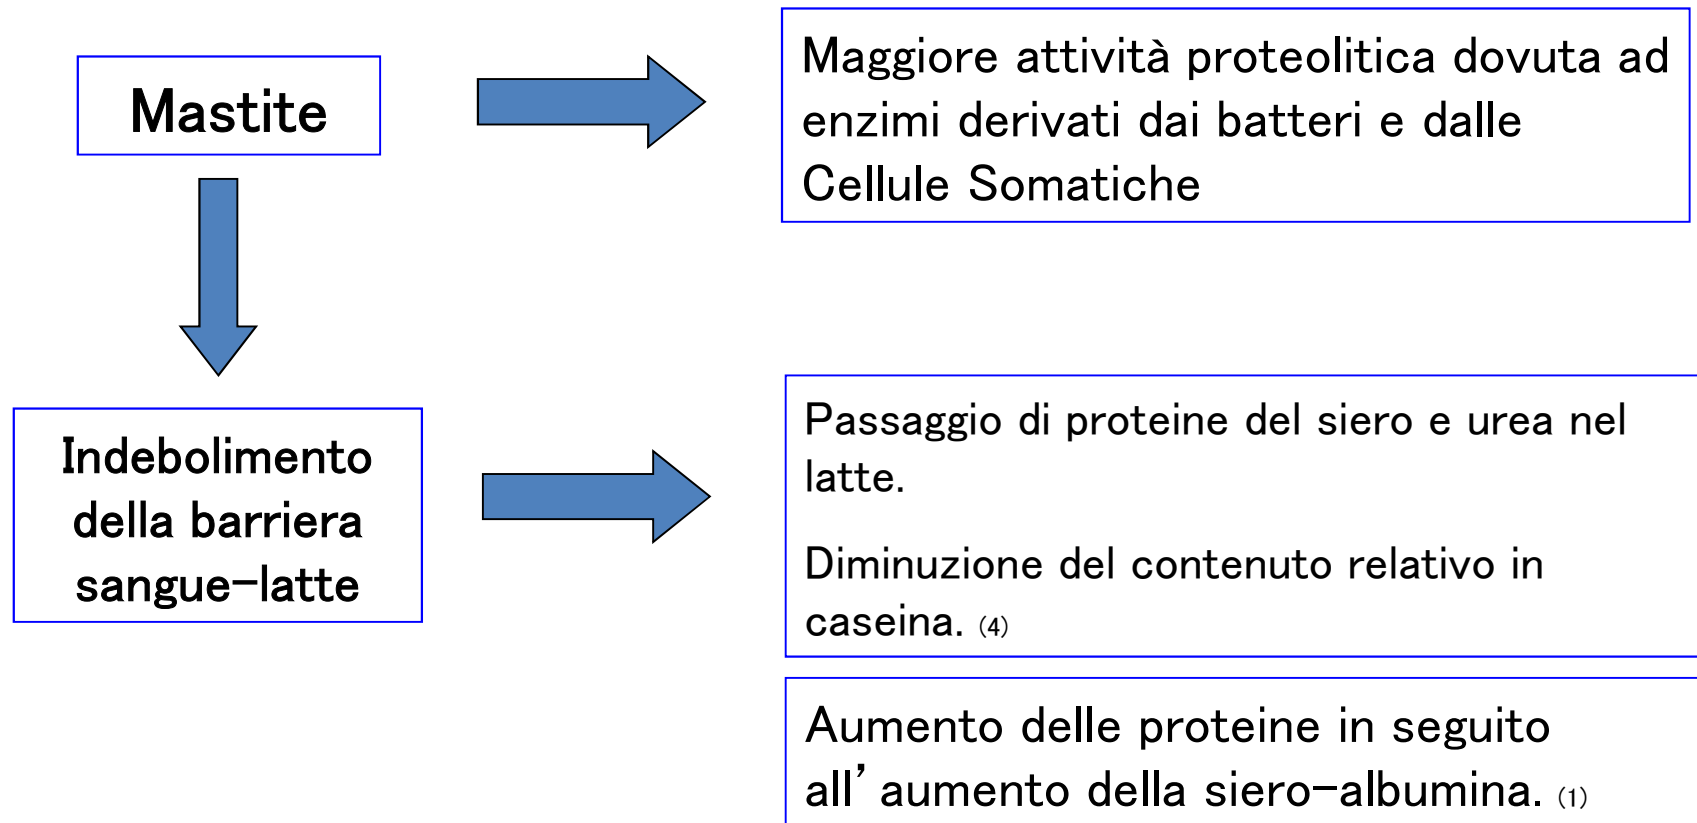 Mastite
Maggiore attività proteolitica dovuta ad
enzimi derivati dai batteri e dalle
Cellule Somatiche
Indebolimento
della barriera
sangue-latte
Passaggio di proteine del siero e urea nel
latte.
Diminuzione del contenuto relativo in
caseina. (4)
Aumento delle proteine in seguito
all’aumento della siero-albumina. (1)